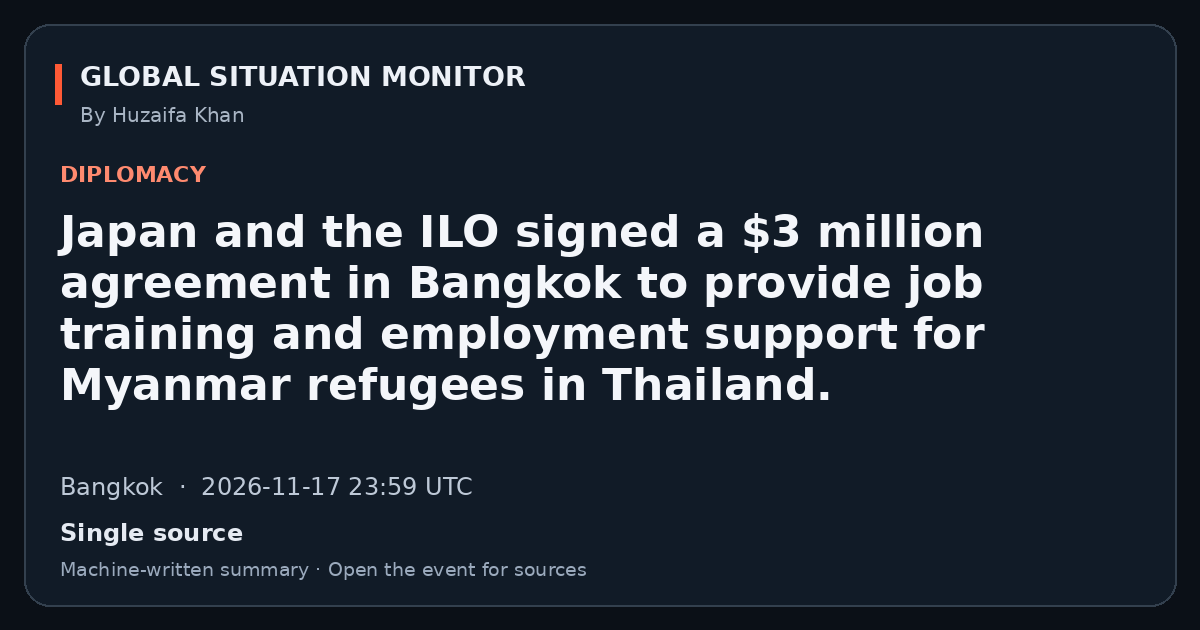 GLOBAL SITUATION MONITOR
By Huzaifa Khan
DIPLOMACY
Japan and the ILO signed a $3 million
agreement in Bangkok to provide job
training and employment support for
Myanmar refugees in Thailand.
Bangkok · 2026-11-17 23:59 UTC
Single source
Machine-written summary · Open the event for sources